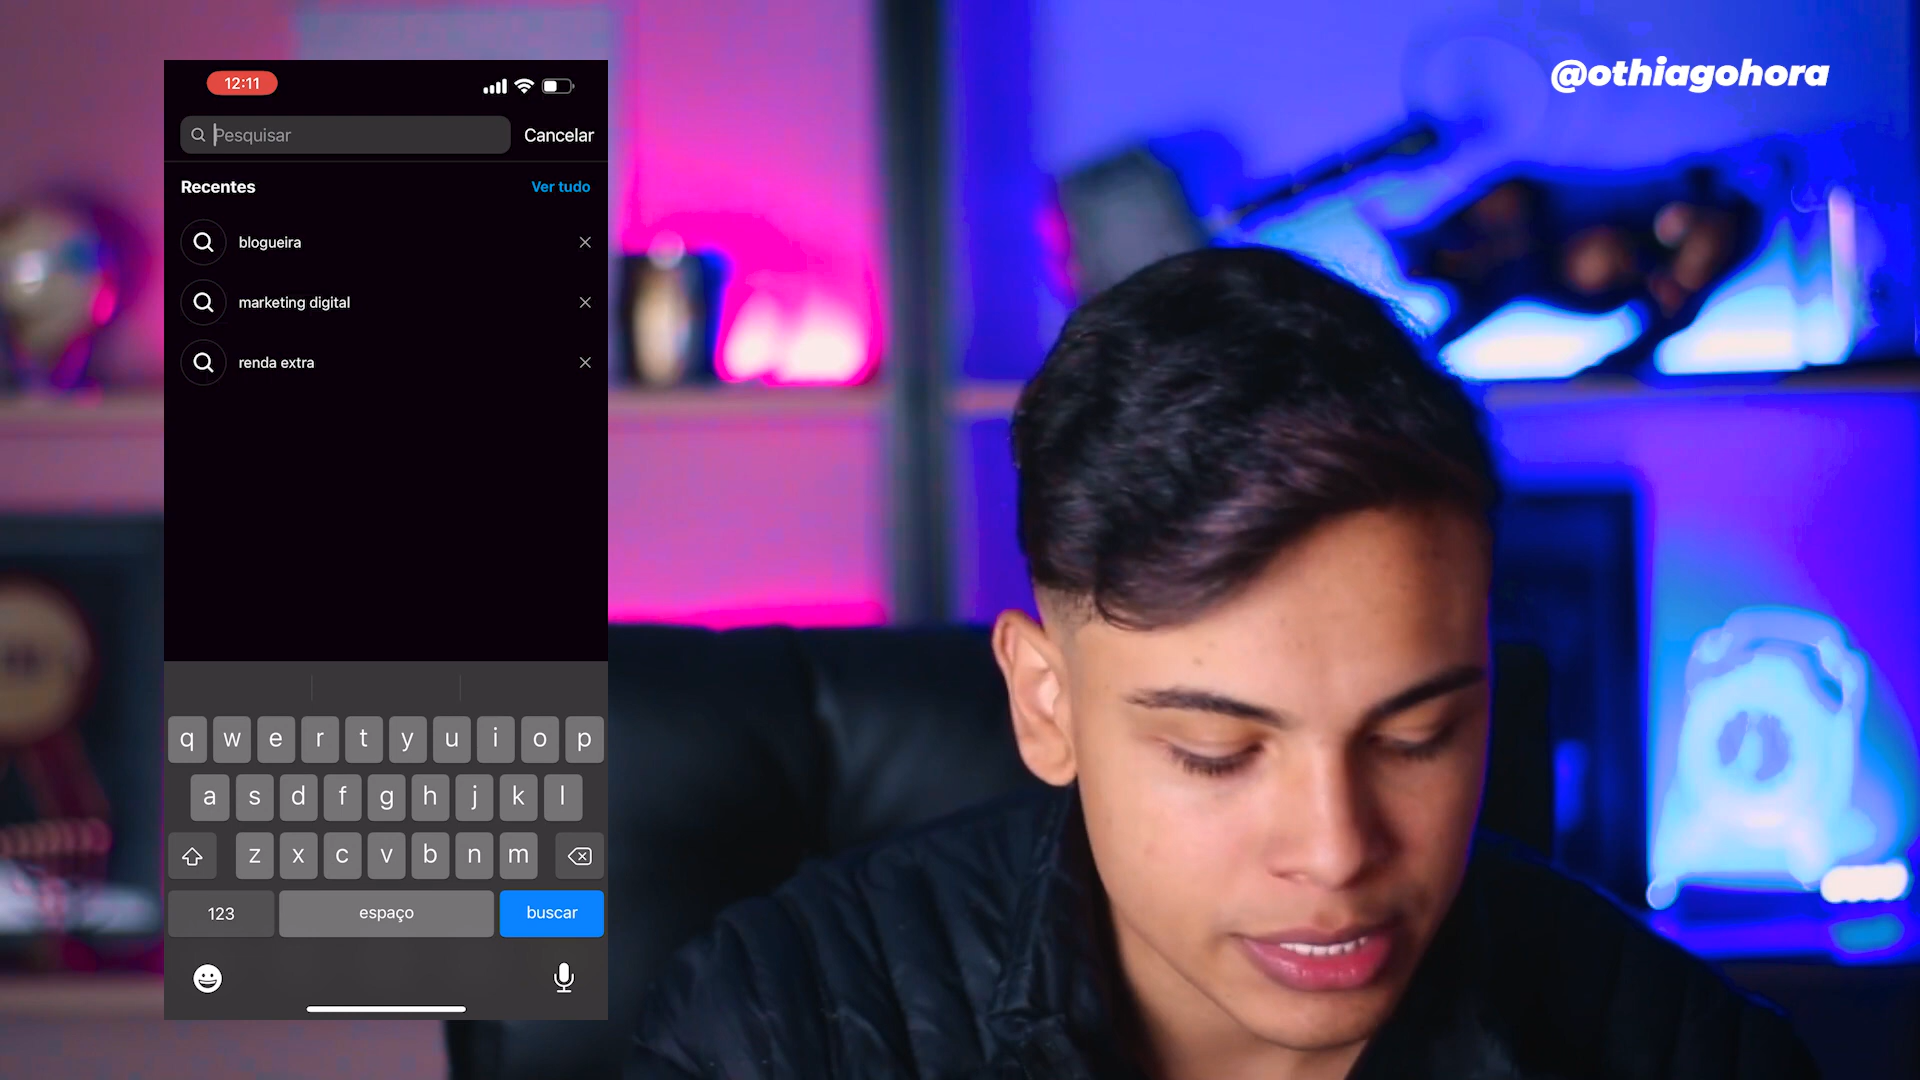 @othiagohora
12:11
Pesquisar
Cancelar
Recentes
Ver tudo
blogueira
marketing digital
renda extra
q w e r t y u i o p
a s d f g h j k l
z x c v b n m
123
espaço
buscar